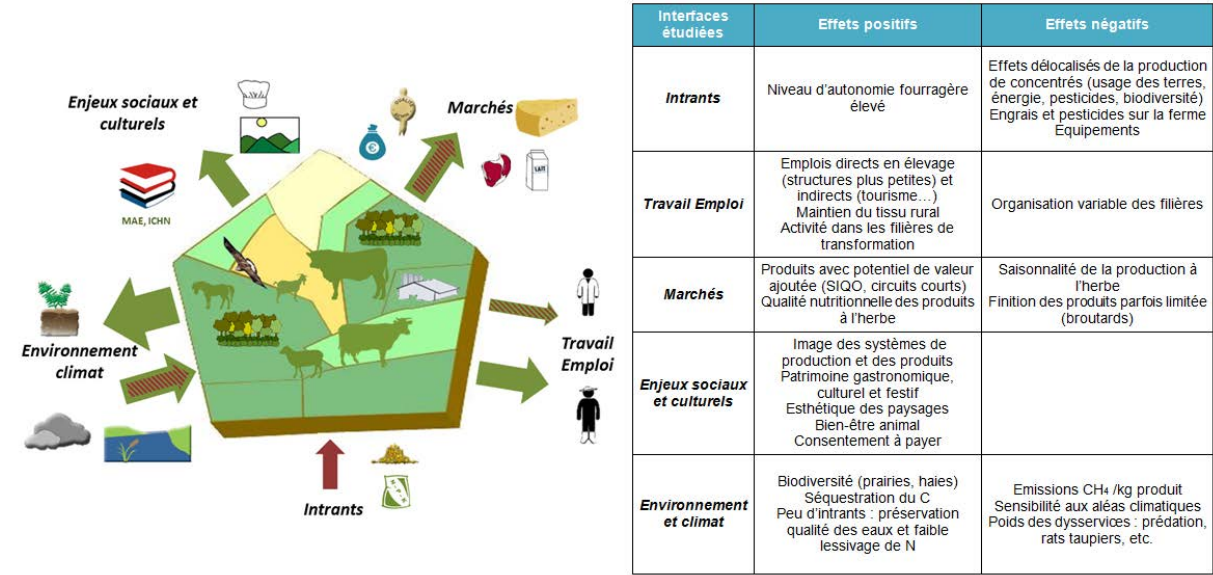 Enjeux sociaux et
culturels
Marchés
LAIT
MAE, ICHN
Environnement
climat
Travail
Emploi
Intrants
Interfaces
étudiées
Effets positifs
Effets négatifs
Intrants
Niveau d'autonomie fourragère
élevé
Effets délocalisés de la production
de concentrés (usage des terres,
énergie, pesticides, biodiversité)
Engrais et pesticides sur la ferme
Equipements
Travail Emploi
Emplois directs en élevage
(structures plus petites) et
indirects (tourisme…)
Maintien du tissu rural
Activité dans les filières de
transformation
Organisation variable des filières
Marchés
Produits avec potentiel de valeur
ajoutée (SIQO, circuits courts)
Qualité nutritionnelle des produits
à l'herbe
Saisonnalité de la production à
l'herbe
Finition des produits parfois limitée
(broutards)
Enjeux sociaux
et culturels
Image des systèmes de
production et des produits
Patrimoine gastronomique,
culturel et festif
Esthétique des paysages
Bien-être animal
Consentement à payer
Environnement
et climat
Biodiversité (prairies, haies)
Séquestration du C
Peu d'intrants : préservation
qualité des eaux et faible
lessivage de N
Emissions CH₄ /kg produit
Sensibilité aux aléas climatiques
Poids des dysservices : prédation,
rats taupiers, etc.